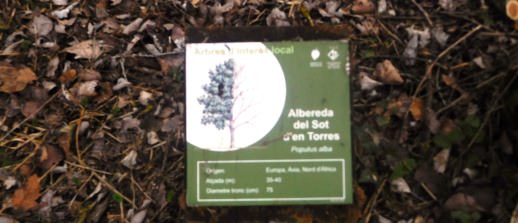 Arbres d'interès local
Albereda
del Sot
d'en Torres
Populus alba
Origen: Europa, Àsia, Nord d'Àfrica
Alçada (m): 35-40
Diàmetre tronc (cm): 75